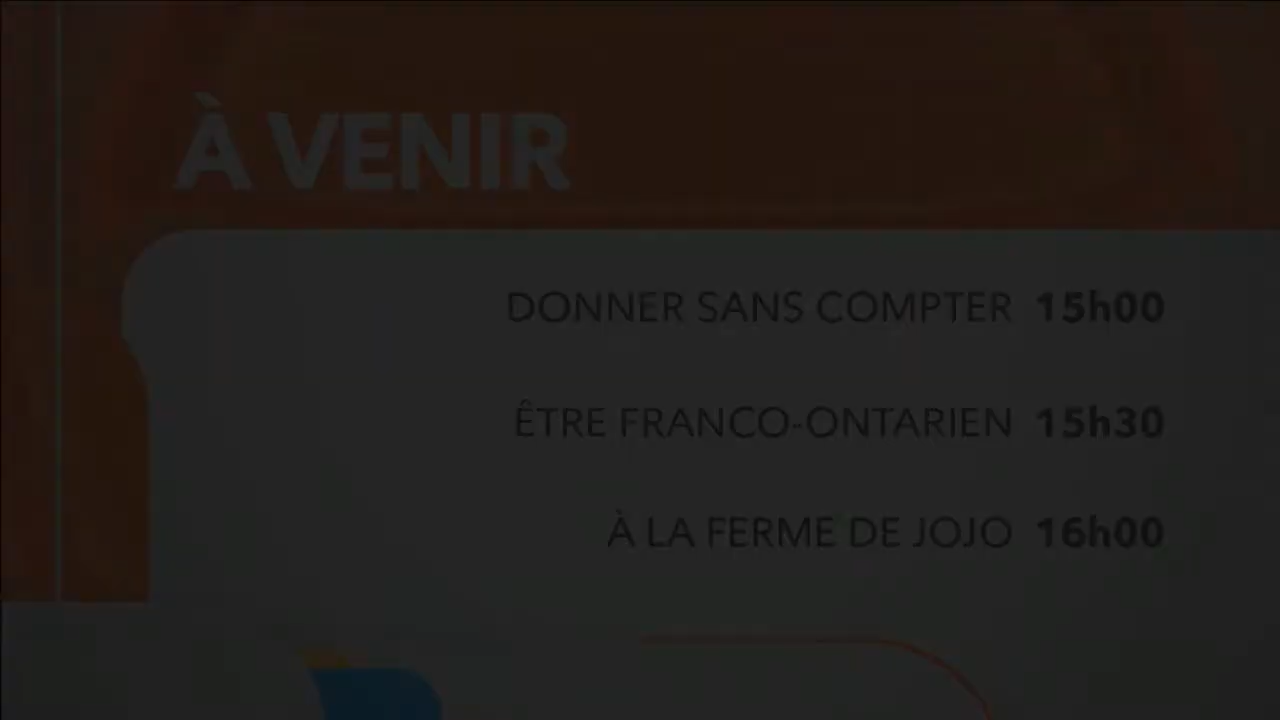 À VENIR
DONNER SANS COMPTER 15h00
ÊTRE FRANCO-ONTARIEN 15h30
À LA FERME DE JOJO 16h00